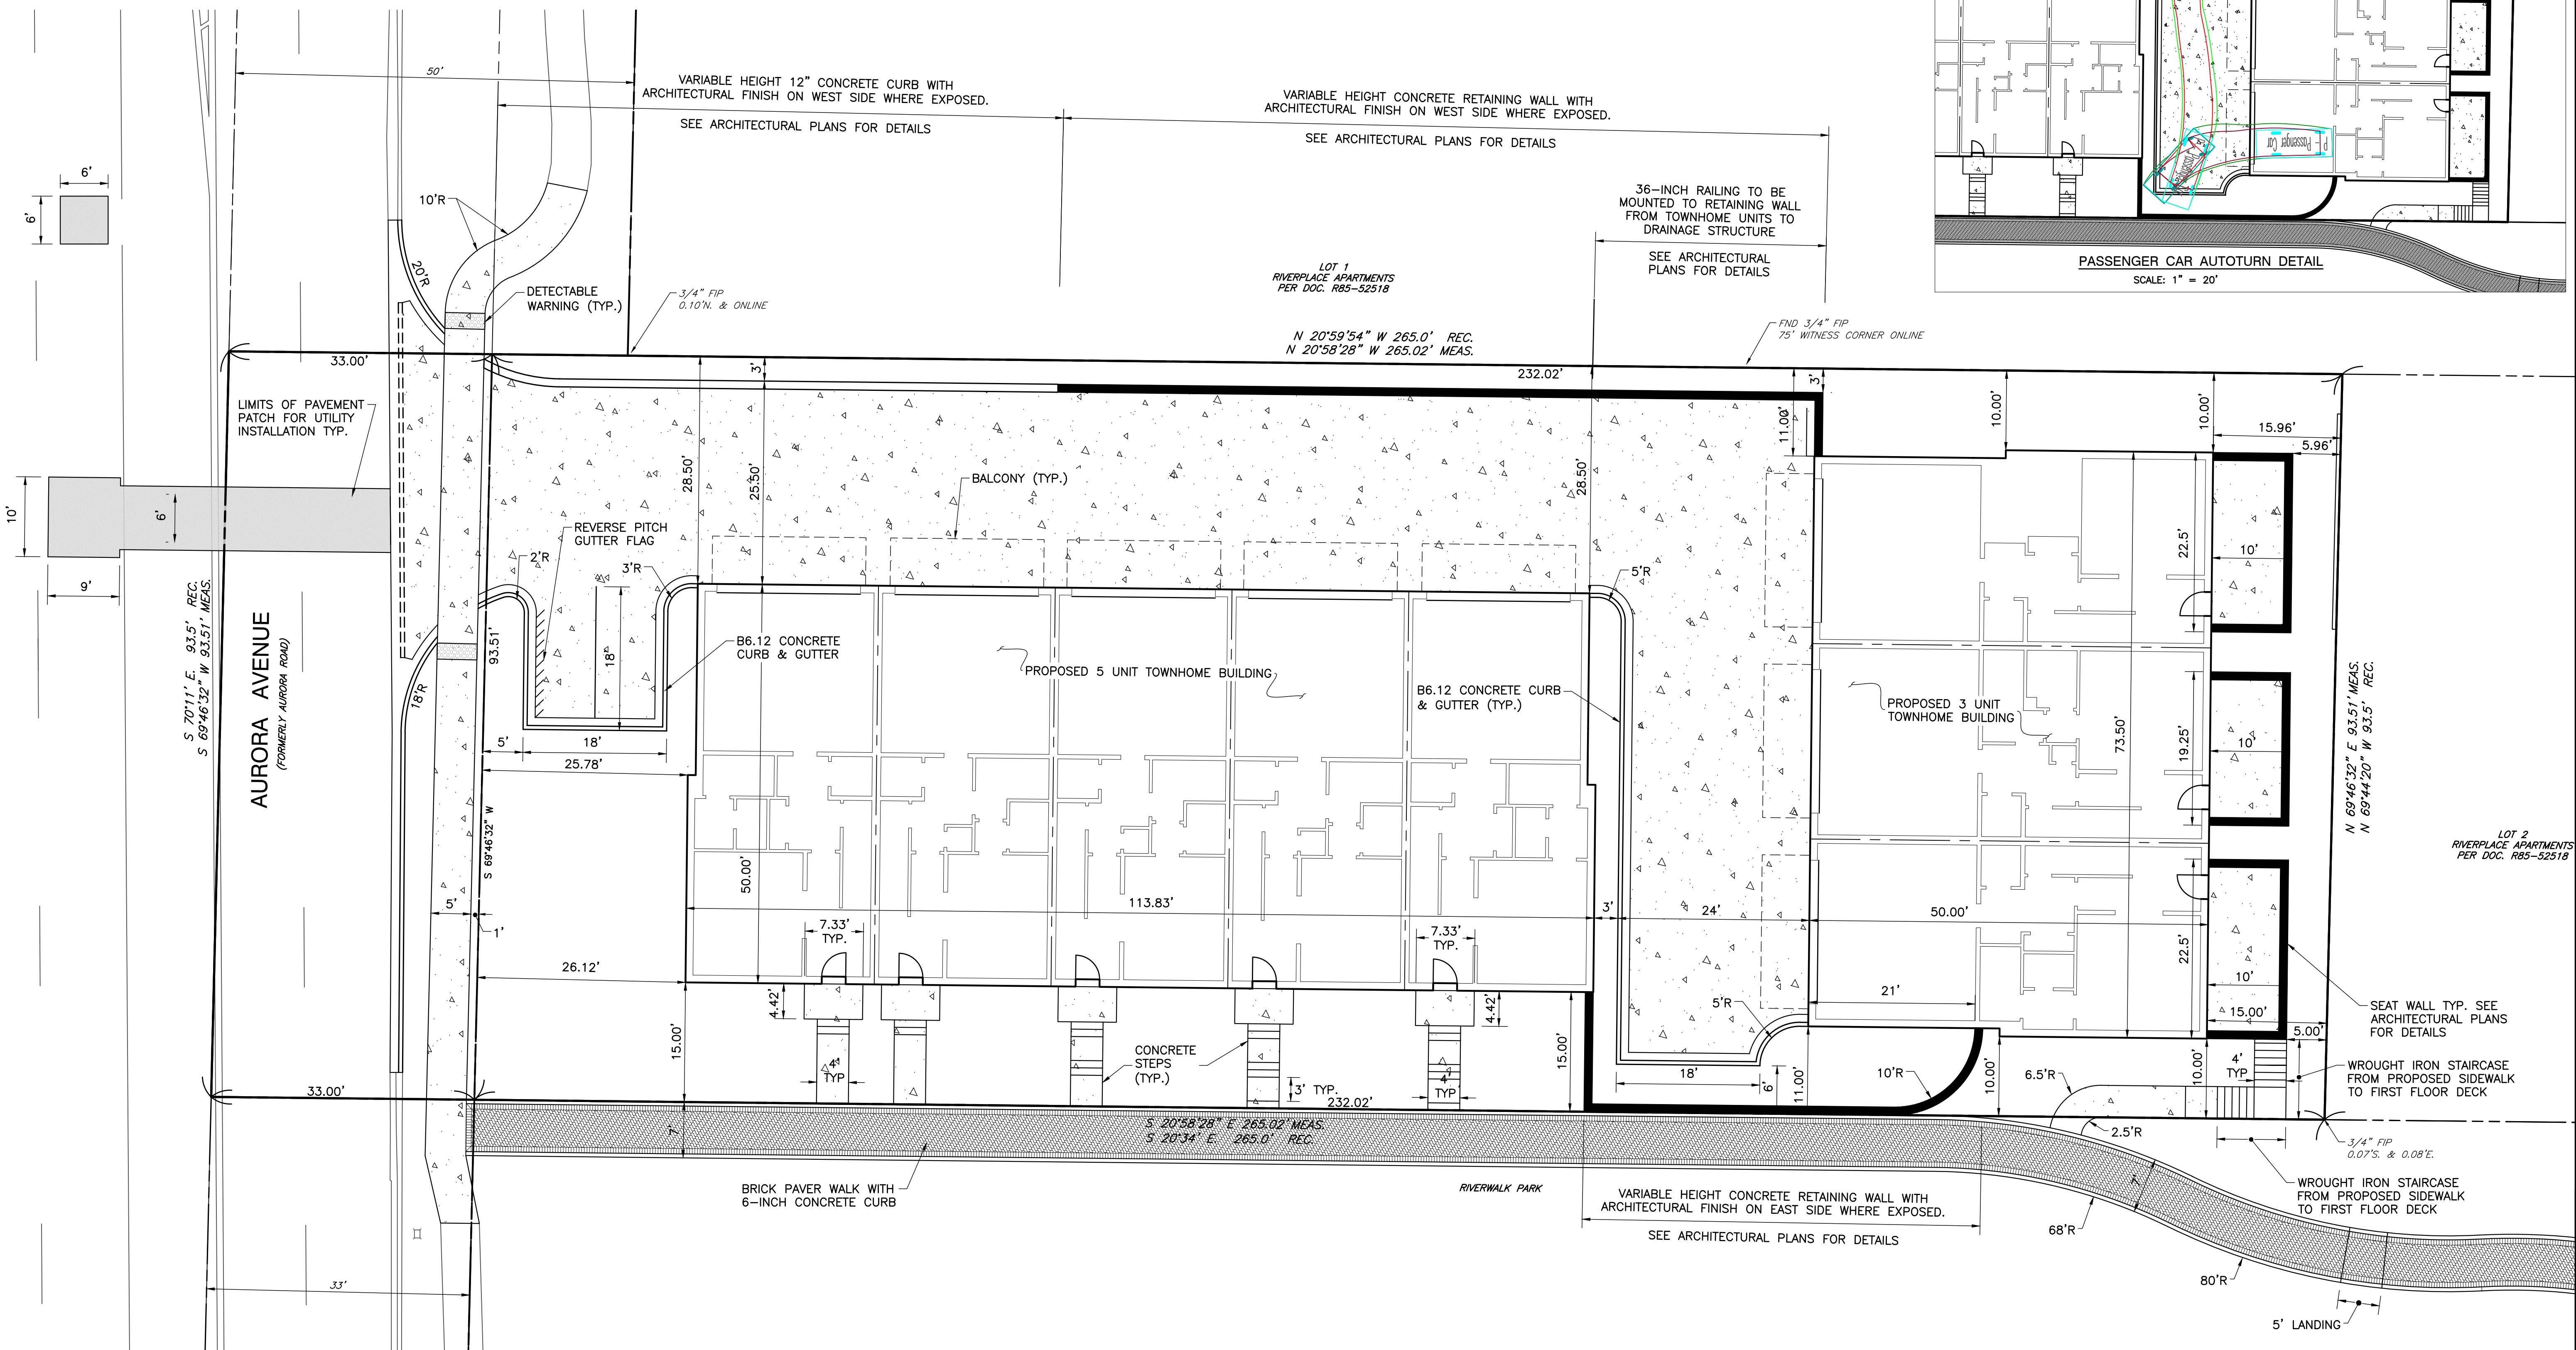 50'
VARIABLE HEIGHT 12" CONCRETE CURB WITH
ARCHITECTURAL FINISH ON WEST SIDE WHERE EXPOSED.
SEE ARCHITECTURAL PLANS FOR DETAILS
VARIABLE HEIGHT CONCRETE RETAINING WALL WITH
ARCHITECTURAL FINISH ON WEST SIDE WHERE EXPOSED.
SEE ARCHITECTURAL PLANS FOR DETAILS
36-INCH RAILING TO BE
MOUNTED TO RETAINING WALL
FROM TOWNHOME UNITS TO
DRAINAGE STRUCTURE
SEE ARCHITECTURAL
PLANS FOR DETAILS
P - Passenger Car
PASSENGER CAR AUTOTURN DETAIL
SCALE: 1" = 20'
6'
6'
10'R
20'R
DETECTABLE
WARNING (TYP.)
3/4" FIP
0.10'N. & ONLINE
LOT 1
RIVERPLACE APARTMENTS
PER DOC. R85-52518
N 20°59'54" W 265.0' REC.
N 20°58'28" W 265.02' MEAS.
FND 3/4" FIP
75' WITNESS CORNER ONLINE
33.00'
3'
232.02'
3'
11.00'
10.00'
10.00'
15.96'
5.96'
LIMITS OF PAVEMENT
PATCH FOR UTILITY
INSTALLATION TYP.
28.50'
25.50'
28.50'
BALCONY (TYP.)
10'
6'
9'
REVERSE PITCH
GUTTER FLAG
2'R
3'R
5'R
22.5'
10'
S 70°11' E. 93.5' REC.
S 69°46'32" W 93.51' MEAS.
AURORA AVENUE
(FORMERLY AURORA ROAD)
93.51'
18'
B6.12 CONCRETE
CURB & GUTTER
PROPOSED 5 UNIT TOWNHOME BUILDING
B6.12 CONCRETE CURB
& GUTTER (TYP.)
PROPOSED 3 UNIT
TOWNHOME BUILDING
73.50'
19.25'
10'
N 69°46'32" E 93.51' MEAS.
N 69°44'20" W 93.5' REC.
LOT 2
RIVERPLACE APARTMENTS
PER DOC. R85-52518
18'R
5'
18'
25.78'
S 69°46'32" W
50.00'
113.83'
3'
24'
50.00'
5'
1'
7.33'
TYP.
7.33'
TYP.
26.12'
22.5'
10'
21'
4.42'
4.42'
5'R
15.00'
5.00'
SEAT WALL TYP. SEE
ARCHITECTURAL PLANS
FOR DETAILS
15.00'
4'
TYP
CONCRETE
STEPS
(TYP.)
3' TYP.
4'
TYP
15.00'
18'
6'
11.00'
10'R
10.00'
6.5'R
10.00'
4'
TYP
WROUGHT IRON STAIRCASE
FROM PROPOSED SIDEWALK
TO FIRST FLOOR DECK
33.00'
232.02'
7'
S 20°58'28" E 265.02' MEAS.
S 20°34' E. 265.0' REC.
2.5'R
3/4" FIP
0.07'S. & 0.08'E.
BRICK PAVER WALK WITH
6-INCH CONCRETE CURB
RIVERWALK PARK
VARIABLE HEIGHT CONCRETE RETAINING WALL WITH
ARCHITECTURAL FINISH ON EAST SIDE WHERE EXPOSED.
SEE ARCHITECTURAL PLANS FOR DETAILS
7'
68'R
WROUGHT IRON STAIRCASE
FROM PROPOSED SIDEWALK
TO FIRST FLOOR DECK
80'R
33'
5' LANDING